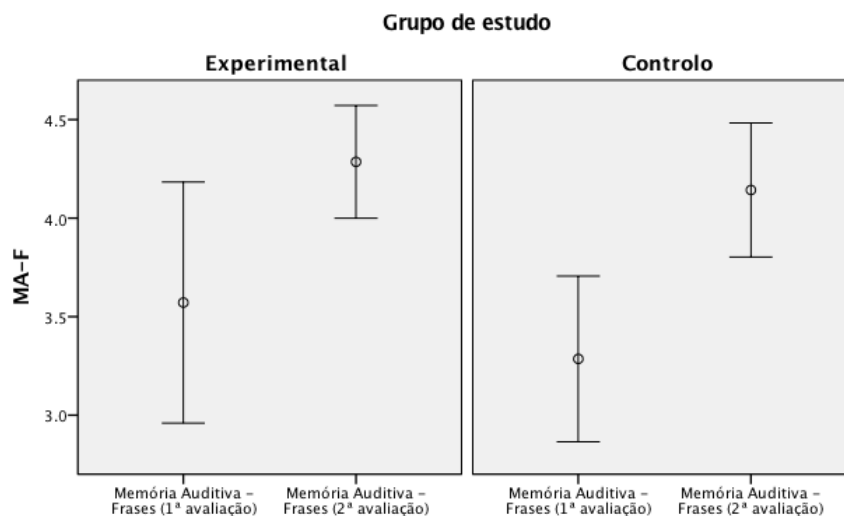 Grupo de estudo
Experimental
Controlo
MA-F
4.5
4.0
3.5
3.0
Memória Auditiva -
Frases (1ª avaliação)
Memória Auditiva -
Frases (2ª avaliação)
Memória Auditiva -
Frases (1ª avaliação)
Memória Auditiva -
Frases (2ª avaliação)